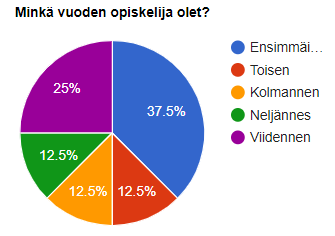 Minkä vuoden opiskelija olet?
Ensimmäi...
Toisen
Kolmannen
Neljännes
Viidennen
25%
37.5%
12.5%
12.5%
12.5%